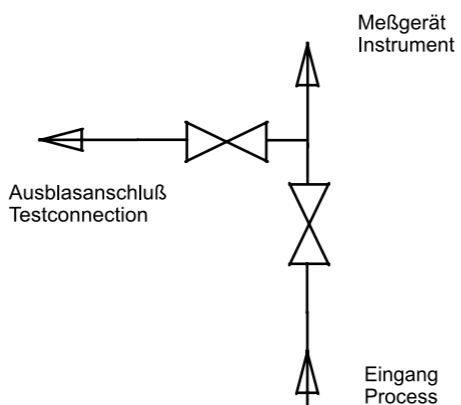 Meßgerät
Instrument
Ausblasanschluß
Testconnection
Eingang
Process